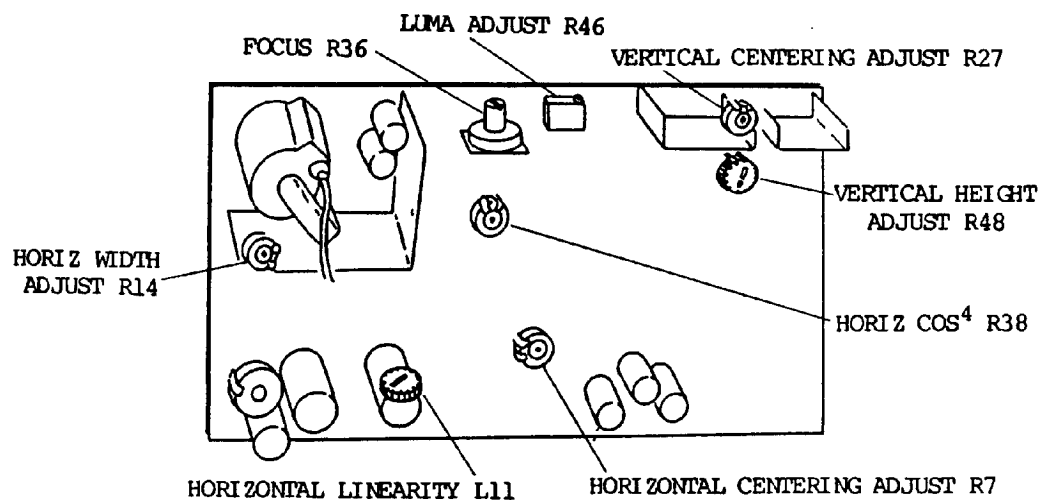 LUMA ADJUST R46
FOCUS R36
VERTICAL CENTERING ADJUST R27
VERTICAL HEIGHT
ADJUST R48
HORIZ WIDTH
ADJUST R14
HORIZ COS⁴ R38
HORIZONTAL LINEARITY L11
HORIZONTAL CENTERING ADJUST R7